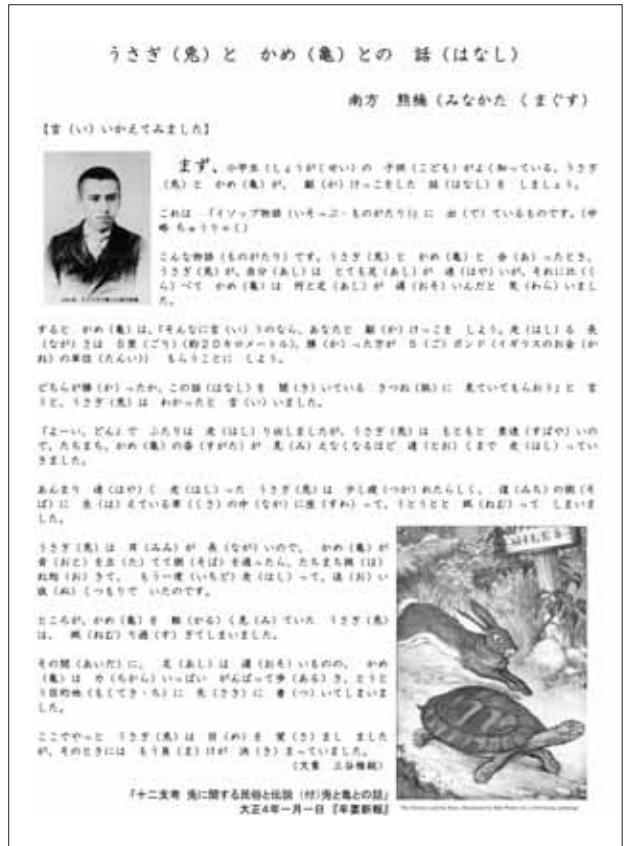 うさぎ（兎）と　かめ（亀）との　話（はなし）
南方　熊楠（みなかた　くまぐす）
【言（い）いかえてみました】
まず、小学生（しょうがくせい）の　子供（こども）がよく知っている、うさぎ
（兎）と　かめ（亀）が、　駆（か）けっこをした　話（はなし）を　しましょう。
これは　『イソップ物語（いそっぷ・ものがたり）』に　出（で）ているものです。（中
略　ちゅうりゃく）
こんな物語（ものがたり）です。うさぎ（兎）と　かめ（亀）と　会（あ）ったとき、
うさぎ（兎）が、自分（あし）は　とても足（あし）が　速（はや）いが、それに比（く
ら）べて　かめ（亀）は　何と足（あし）が　遅（おそ）いんだと　笑（わら）いまし
た。
すると　かめ（亀）は、「そんなに言（い）うのなら、あなたと　駆（か）けっこを　しよう。走（はし）る　長
（なが）さは　５里（ごり）（約２０キロメートル）、勝（か）った方が　５（ご）ポンド（イギリスのお金（か
ね）の単位（たんい））　もらうことに　しよう。
どちらが勝（か）ったか、この話（はなし）を　聞（き）いている　きつね（狐）に　見ていてもらおう」と　言
うと、うさぎ（兎）は　わかったと　言（い）いました。
「よーい、どん」で　ふたりは　走（はし）り出しましたが、うさぎ（兎）は　もともと　素速（すばや）いの
で、たちまち、かめ（亀）の姿（すがた）が　見（み）えなくなるほど　遠（とお）くまで　走（はし）ってい
きました。
あんまり　速（はや）く　走（はし）った　うさぎ（兎）は　少し疲（つか）れたらしく、　道（みち）の側（そ
ば）に　生（は）えている草（くさ）の中（なか）に座（すわ）って、うとうとと　眠（ねむ）って　しまいま
した。
うさぎ（兎）は　耳（みみ）が　長（なが）いので、　かめ（亀）が
音（おと）を立（た）てて側（そば）を通ったら、たちまち跳（は）
ね起（お）きて、　もう一度（いちど）走（はし）って、追（お）い
抜（ぬ）くつもりで　いたのです。
ところが、かめ（亀）を　軽（かる）く見（み）ていた　うさぎ（兎）
は、　眠（ねむ）り過（す）ぎてしまいました。
その間（あいだ）に、　足（あし）は　遅（おそ）いものの、　かめ
（亀）は　力（ちから）いっぱい　がんばって歩（ある）き、とうと
う目的地（もくてき・ち）に　先（さき）に　着（つ）いてしまいま
した。
ここでやっと　うさぎ（兎）は　目（め）を　覚（さ）まし　ました
が、そのときには　もう負（ま）けが　決（き）まっていました。
「十二支考　兎に関する民俗と伝説（付）兎と亀との話」
大正４年一月一日『牟婁新報』